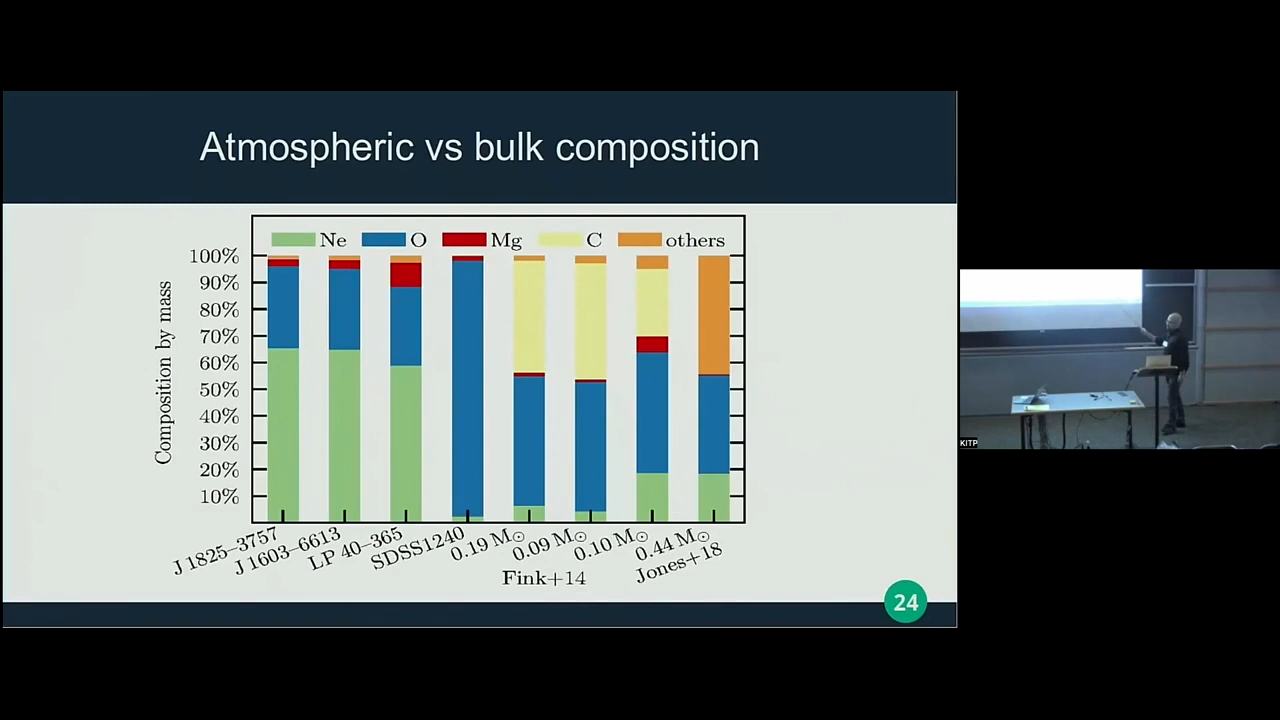 Atmospheric vs bulk composition
Ne O Mg C others
Composition by mass
100%
90%
80%
70%
60%
50%
40%
30%
20%
10%
J 1825–3757
J 1603–6613
LP 40–365
SDSS1240
0.19 M⊙
0.09 M⊙
0.10 M⊙
0.44 M⊙
Fink+14
Jones+18
24
KITP